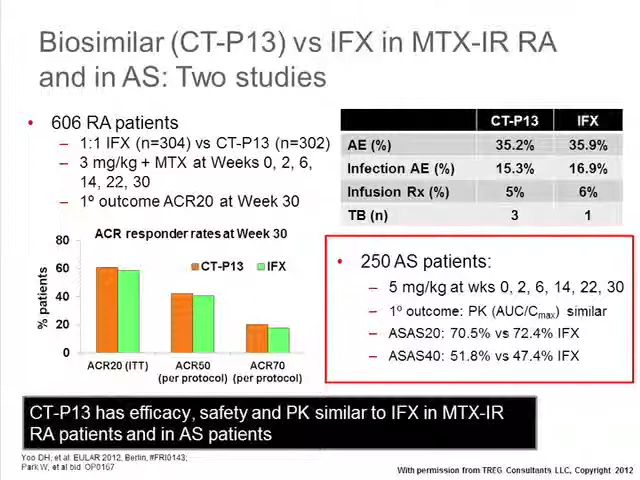 Biosimilar (CT-P13) vs IFX in MTX-IR RA
and in AS: Two studies
• 606 RA patients
– 1:1 IFX (n=304) vs CT-P13 (n=302)
– 3 mg/kg + MTX at Weeks 0, 2, 6,
14, 22, 30
– 1º outcome ACR20 at Week 30
CT-P13 IFX
AE (%) 35.2% 35.9%
Infection AE (%) 15.3% 16.9%
Infusion Rx (%) 5% 6%
TB (n) 3 1
ACR responder rates at Week 30
CT-P13 IFX
% patients
80
60
40
20
0
ACR20 (ITT) ACR50 ACR70
(per protocol) (per protocol)
• 250 AS patients:
– 5 mg/kg at wks 0, 2, 6, 14, 22, 30
– 1º outcome: PK (AUC/Cmax) similar
– ASAS20: 70.5% vs 72.4% IFX
– ASAS40: 51.8% vs 47.4% IFX
CT-P13 has efficacy, safety and PK similar to IFX in MTX-IR
RA patients and in AS patients
Yoo DH, et al. EULAR 2012, Berlin, #FRI0143;
Park W, et al bid OP0167
With permission from TREG Consultants LLC, Copyright 2012